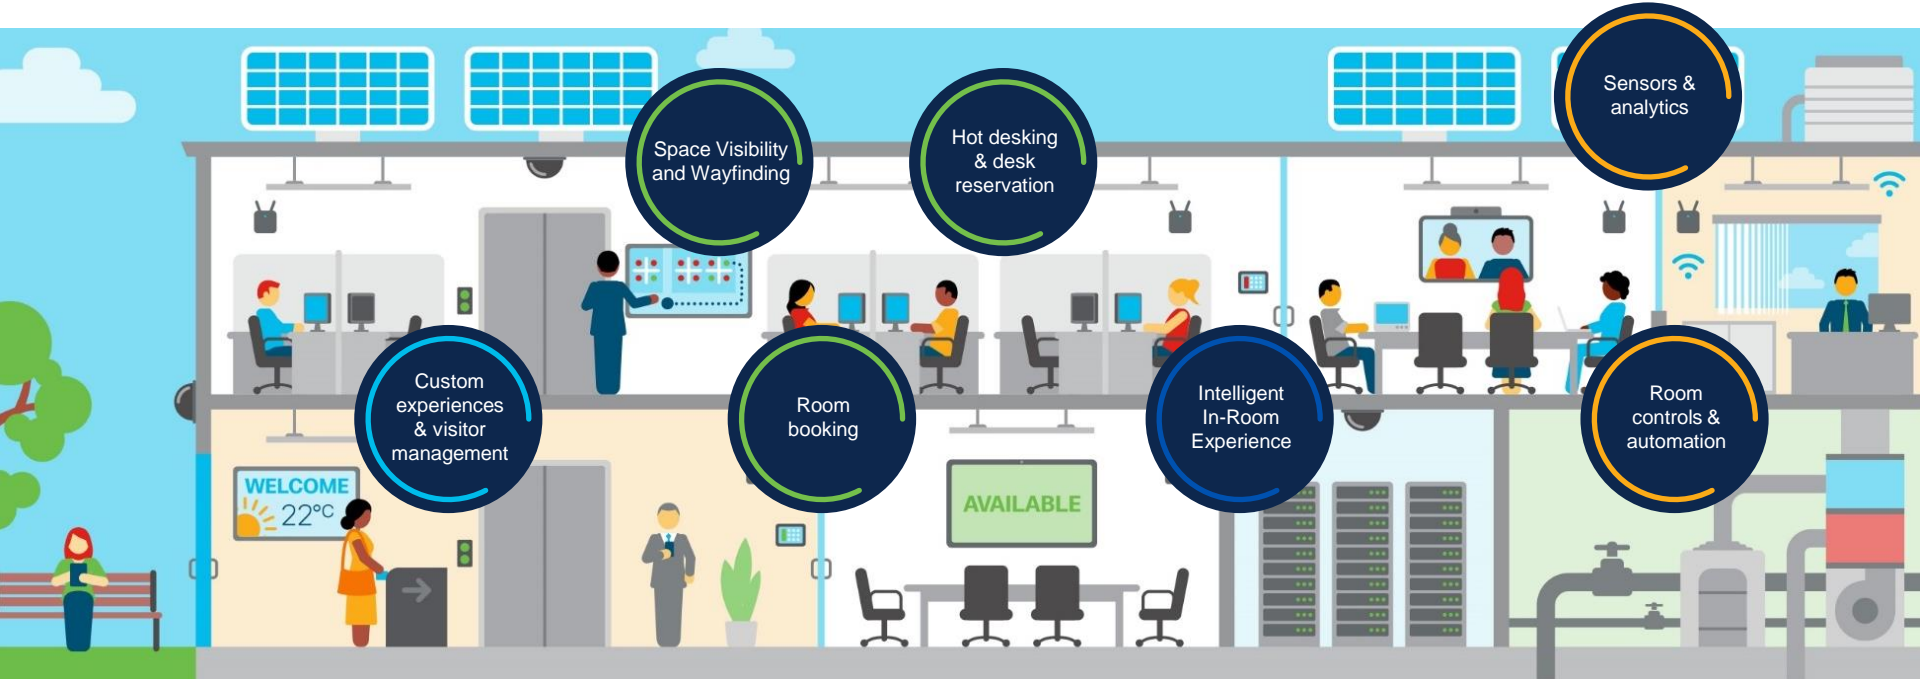 Sensors &
analytics
Space Visibility
and Wayfinding
Hot desking
& desk
reservation
Custom
experiences
& visitor
management
Room
booking
Intelligent
In-Room
Experience
Room
controls &
automation
WELCOME
22°C
AVAILABLE